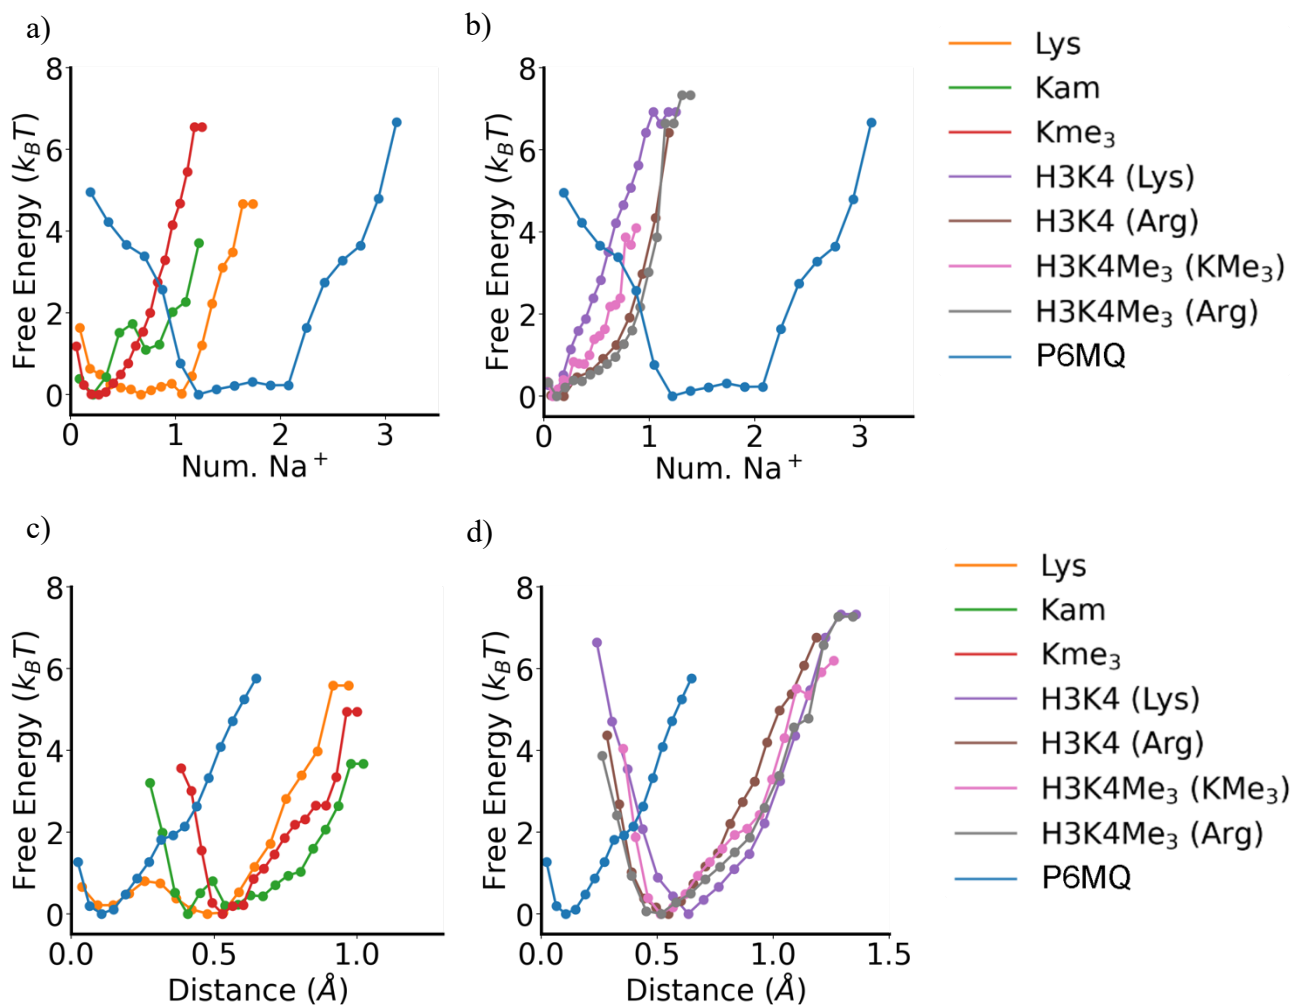 a)
8
6
4
2
0
Free Energy (k_BT)
0 1 2 3
Num. Na⁺
b)
8
6
4
2
0
Free Energy (k_BT)
0 1 2 3
Num. Na⁺
Lys
Kam
Kme₃
H3K4 (Lys)
H3K4 (Arg)
H3K4Me₃ (KMe₃)
H3K4Me₃ (Arg)
P6MQ
c)
8
6
4
2
0
Free Energy (k_BT)
0.0 0.5 1.0
Distance (Å)
d)
8
6
4
2
0
Free Energy (k_BT)
0.0 0.5 1.0 1.5
Distance (Å)
Lys
Kam
Kme₃
H3K4 (Lys)
H3K4 (Arg)
H3K4Me₃ (KMe₃)
H3K4Me₃ (Arg)
P6MQ